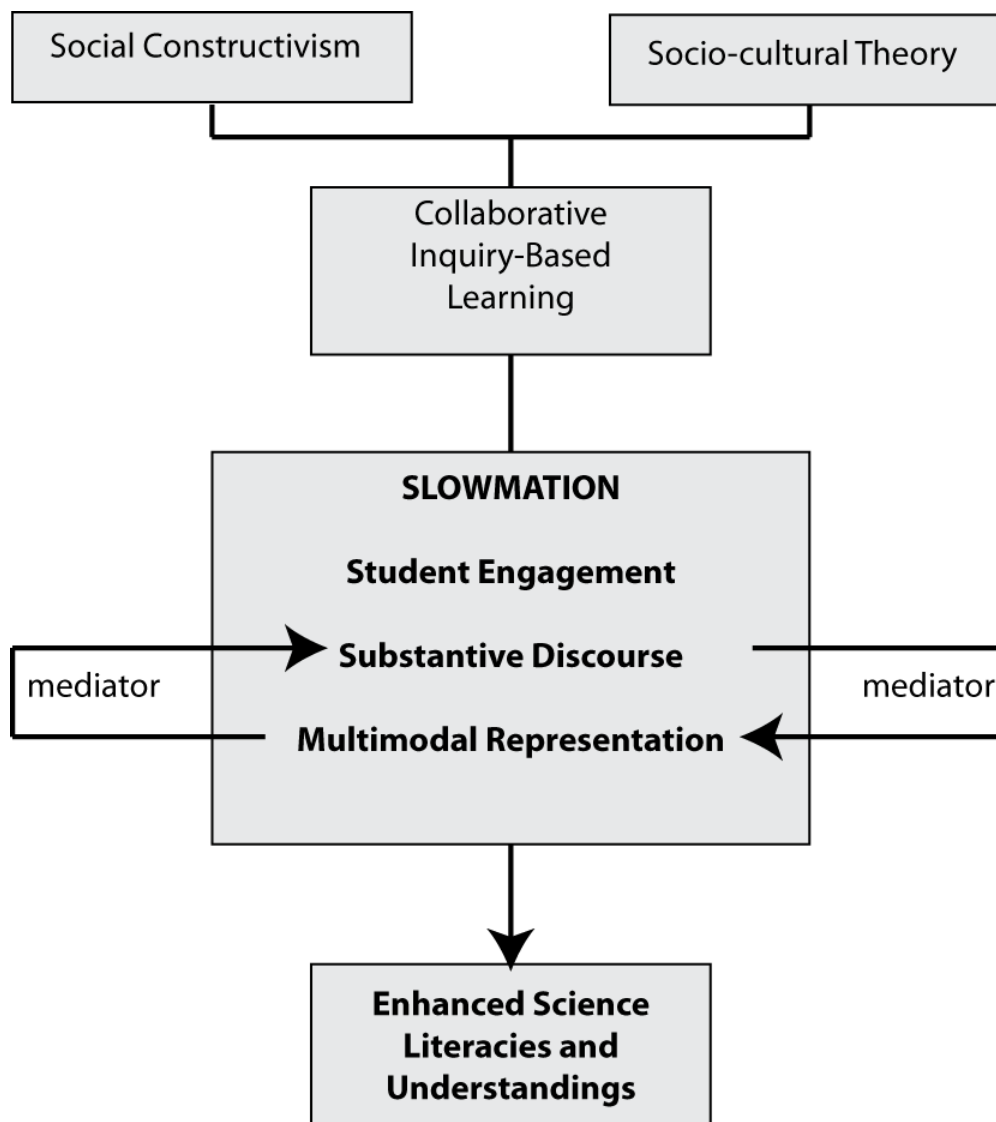 Social Constructivism
Socio-cultural Theory
Collaborative
Inquiry-Based
Learning
SLOWMATION
Student Engagement
Substantive Discourse
mediator
mediator
Multimodal Representation
Enhanced Science
Literacies and
Understandings